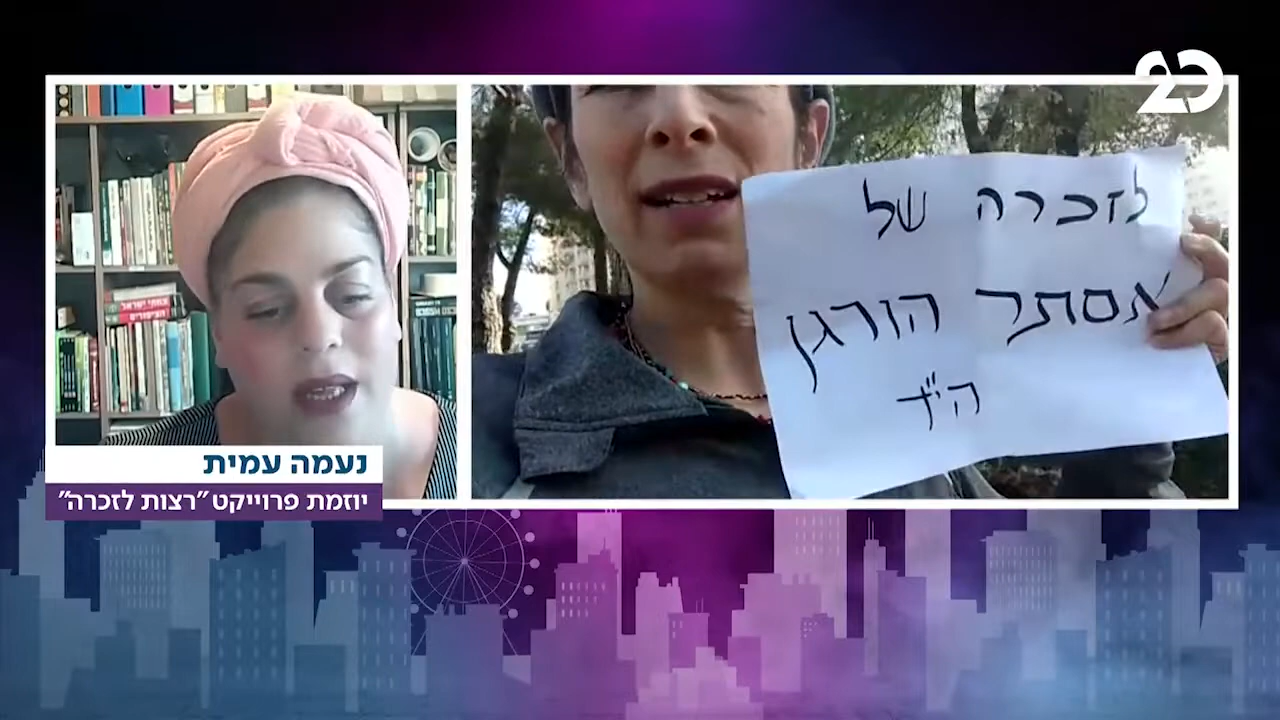 20
לזכרה של
אסתר הורגן
הי"ד
נעמה עמית
יוזמת פרוייקט "רצות לזכרה"